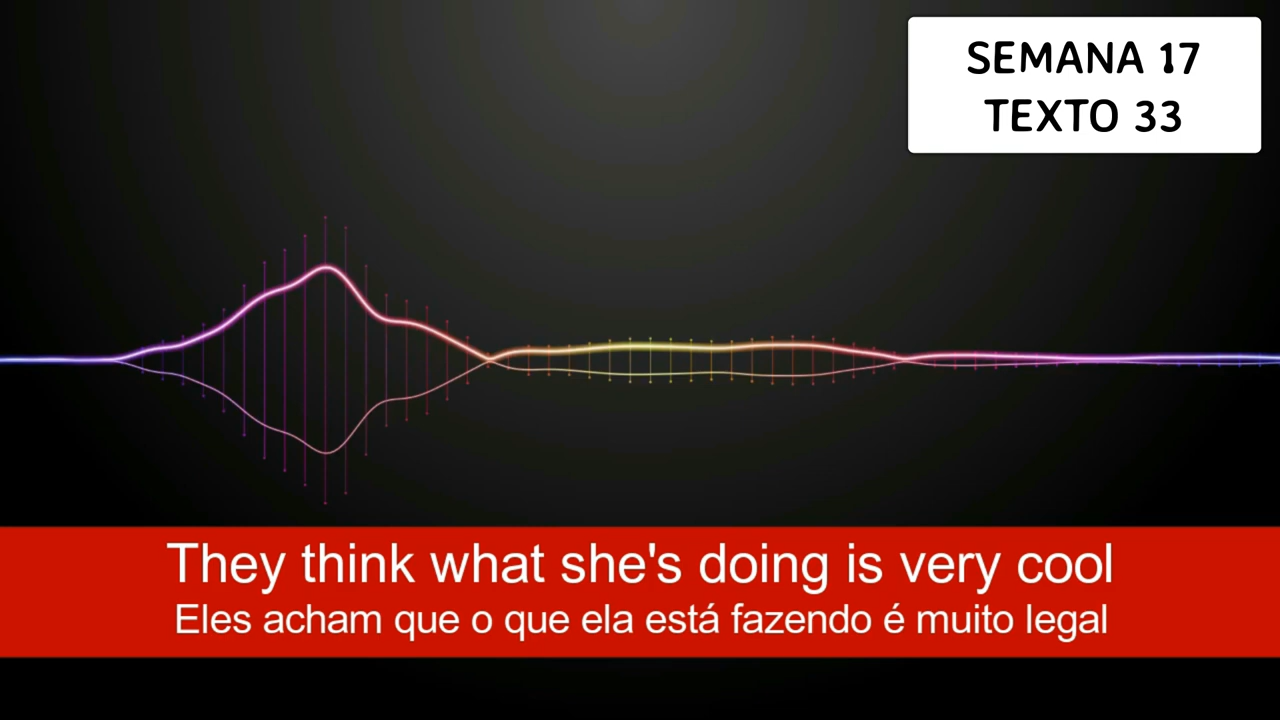 SEMANA 17
TEXTO 33
They think what she's doing is very cool
Eles acham que o que ela está fazendo é muito legal